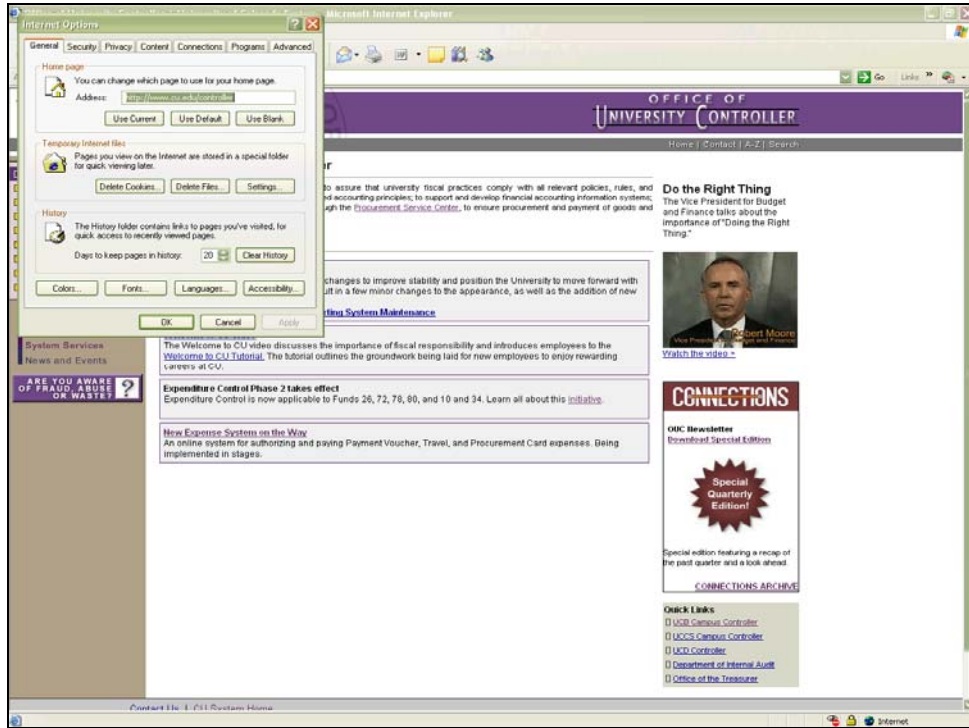 Microsoft Internet Explorer
Internet Options
General Security Privacy Content Connections Programs Advanced
Home page
You can change which page to use for your home page.
Address: http://www.cu.edu/controller
Use Current Use Default Use Blank
Temporary Internet files
Pages you view on the Internet are stored in a special folder
for quick viewing later.
Delete Cookies... Delete Files... Settings...
History
The History folder contains links to pages you've visited, for
quick access to recently viewed pages.
Days to keep pages in history: 20 Clear History
Colors... Fonts... Languages... Accessibility...
OK Cancel Apply
Go Links »
OFFICE OF
UNIVERSITY CONTROLLER
Home | Contact | A-Z | Search
to assure that university fiscal practices comply with all relevant policies, rules, and
ed accounting principles; to support and develop financial accounting information systems;
ugh the Procurement Service Center, to ensure procurement and payment of goods and
changes to improve stability and position the University to move forward with
ult in a few minor changes to the appearance, as well as the addition of new
rting System Maintenance
The Welcome to CU video discusses the importance of fiscal responsibility and introduces employees to the
Welcome to CU Tutorial. The tutorial outlines the groundwork being laid for new employees to enjoy rewarding
careers at CU.
Expenditure Control Phase 2 takes effect
Expenditure Control is now applicable to Funds 26, 72, 78, 80, and 10 and 34. Learn all about this initiative.
New Expense System on the Way
An online system for authorizing and paying Payment Voucher, Travel, and Procurement Card expenses. Being
implemented in stages.
System Services
News and Events
ARE YOU AWARE
OF FRAUD, ABUSE
OR WASTE? ?
Do the Right Thing
The Vice President for Budget
and Finance talks about the
importance of "Doing the Right
Thing."
Robert Moore
Vice President, Budget and Finance
Watch the video »
CONNECTIONS
OUC Newsletter
Download Special Edition
Special
Quarterly
Edition!
Special edition featuring a recap of
the past quarter and a look ahead
CONNECTIONS ARCHIVE
Quick Links
UCB Campus Controller
UCCS Campus Controller
UCD Controller
Department of Internal Audit
Office of the Treasurer
Contact Us | CU System Home
Internet